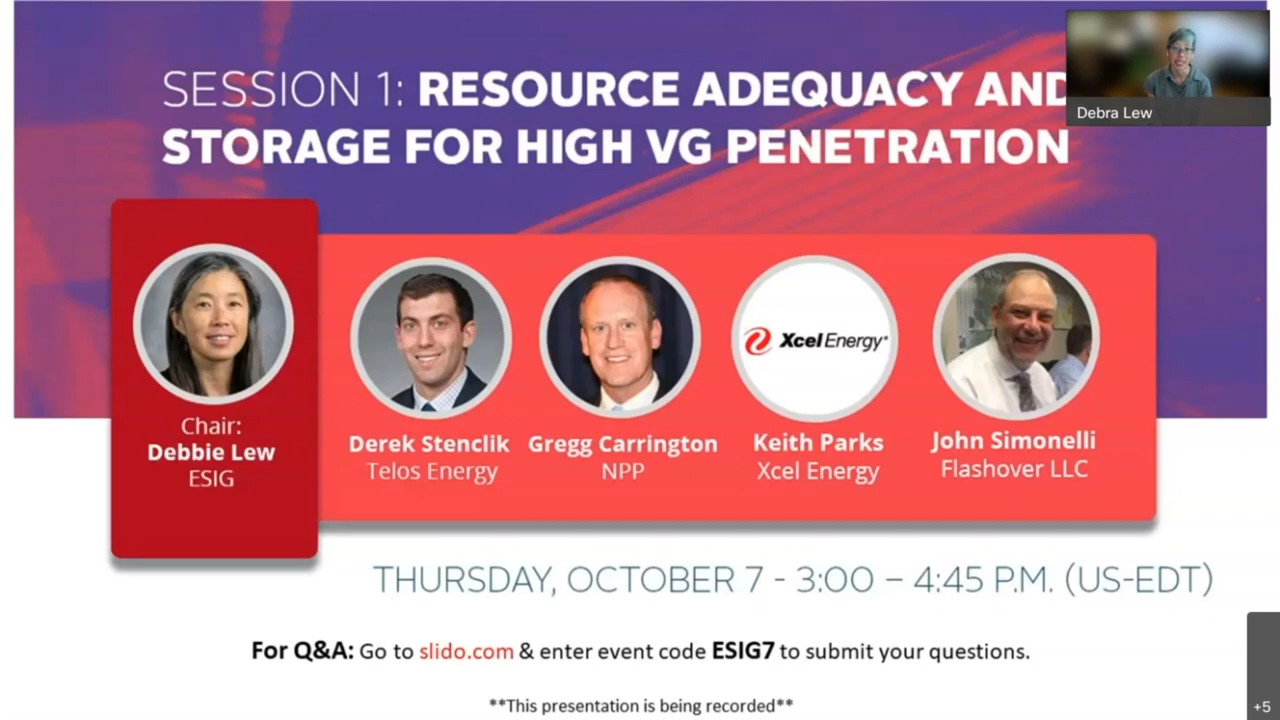 SESSION 1: RESOURCE ADEQUACY AND
STORAGE FOR HIGH VG PENETRATION
Debra Lew
Chair:
Debbie Lew
ESIG
Derek Stenclik
Telos Energy
Gregg Carrington
NPP
XcelEnergy®
Keith Parks
Xcel Energy
John Simonelli
Flashover LLC
THURSDAY, OCTOBER 7 - 3:00 – 4:45 P.M. (US-EDT)
For Q&A: Go to slido.com & enter event code ESIG7 to submit your questions.
**This presentation is being recorded**
+5